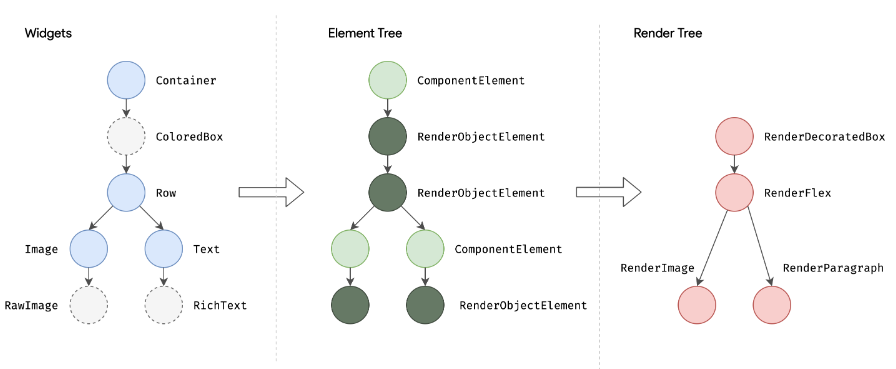 Widgets
Container
ColoredBox
Row
Image
Text
RawImage
RichText
Element Tree
ComponentElement
RenderObjectElement
RenderObjectElement
ComponentElement
RenderObjectElement
Render Tree
RenderDecoratedBox
RenderFlex
RenderImage
RenderParagraph